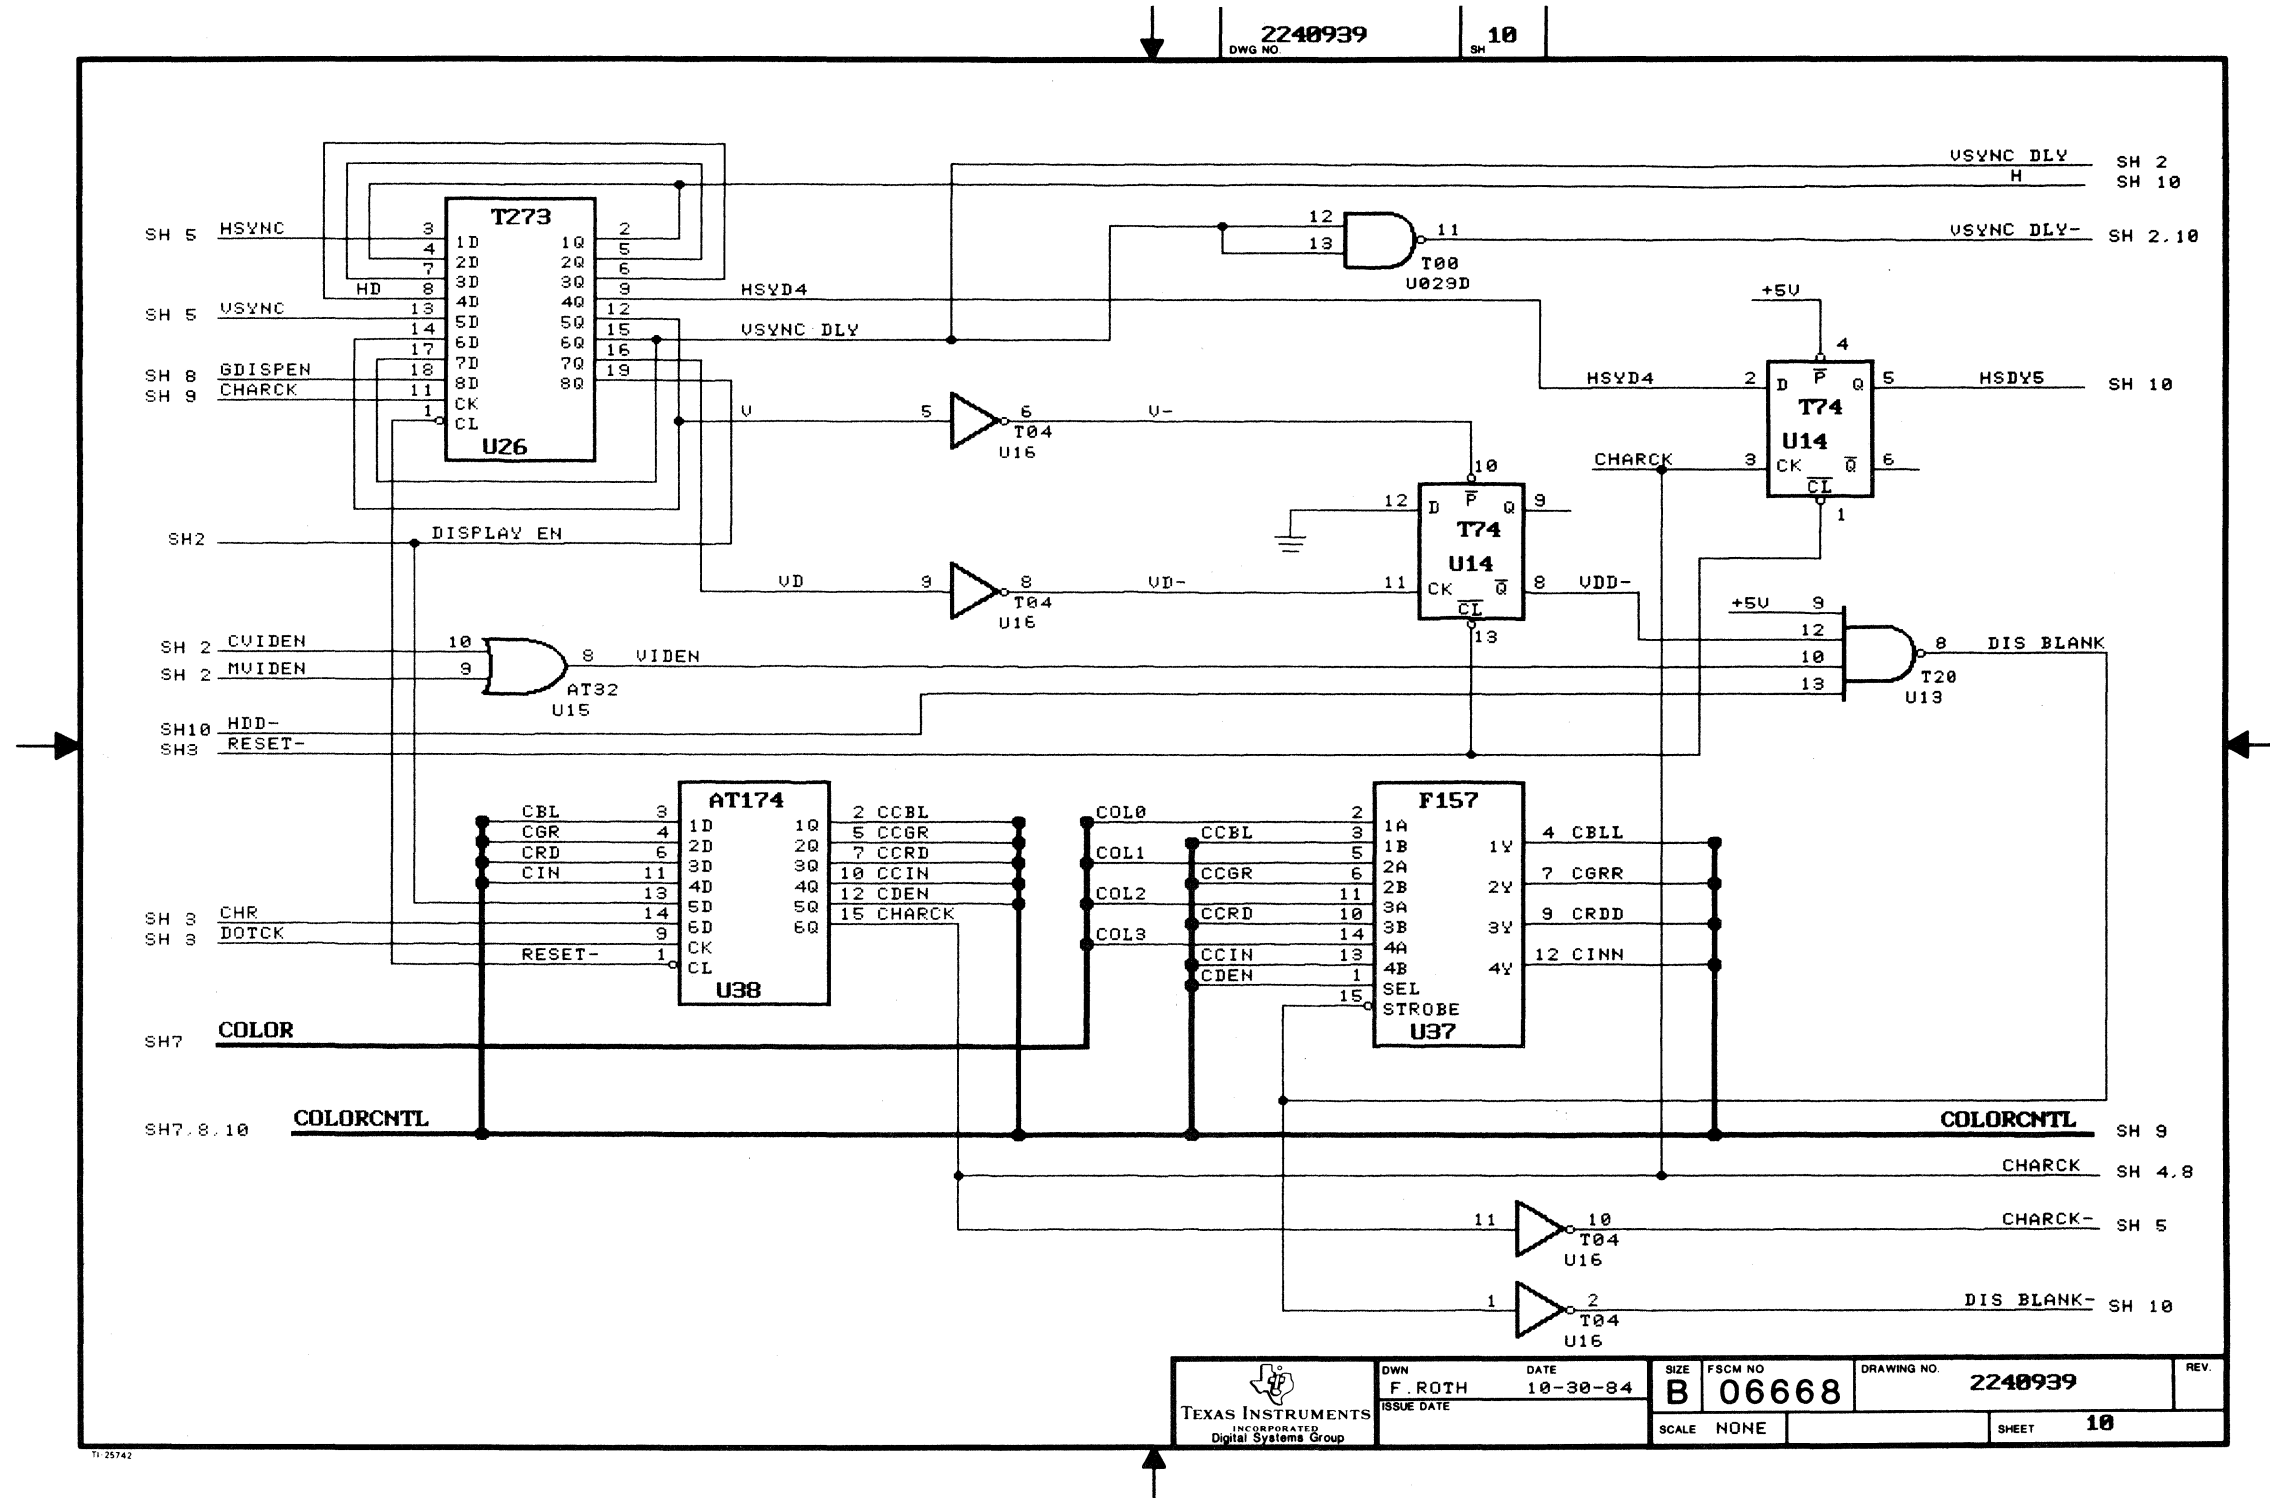 2240939
DWG NO.
SH 10
VSYNC DLY SH 2
H SH 10
T273
SH 5 HSYNC 3 1D 1Q 2
4 2D 2Q 5
7 3D 3Q 6
HD 8 4D 4Q 9 HSYD4
SH 5 VSYNC 13 5D 5Q 12
14 6D 6Q 15 VSYNC DLY
17 7D 7Q 16
SH 8 GDISPEN 18 8D 8Q 19
SH 9 CHARCK 11 CK
1 CL
U26
12
13
11 VSYNC DLY- SH 2,10
T00
U029D
+5V
4
HSYD4 2 D P Q 5 HSDY5 SH 10
T74
U14
CHARCK 3 CK Q 6
CL
1
V 5 6 V-
T04
U16
10
12 D P Q 9
T74
U14
11 CK Q 8 VDD-
CL
13
SH2 DISPLAY EN
VD 9 8 VD-
T04
U16
+5V 9
12
10
13
8 DIS BLANK
T20
U13
SH 2 CVIDEN 10
SH 2 MVIDEN 9
8 VIDEN
AT32
U15
SH10 HDD-
SH3 RESET-
AT174
CBL 3 1D 1Q 2 CCBL
CGR 4 2D 2Q 5 CCGR
CRD 6 3D 3Q 7 CCRD
CIN 11 4D 4Q 10 CCIN
13 5D 5Q 12 CDEN
SH 3 CHR 14 6D 6Q 15 CHARCK
SH 3 DOTCK 9 CK
RESET- 1 CL
U38
F157
COL0 2 1A
CCBL 3 1B 1Y 4 CBLL
COL1 5 2A
CCGR 6 2B 2Y 7 CGRR
COL2 11 3A
CCRD 10 3B 3Y 9 CRDD
COL3 14 4A
CCIN 13 4B 4Y 12 CINN
CDEN 1 SEL
15 STROBE
U37
SH7 COLOR
SH7,8,10 COLORCNTL
COLORCNTL SH 9
CHARCK SH 4,8
11 10 CHARCK- SH 5
T04
U16
1 2 DIS BLANK- SH 10
T04
U16
TEXAS INSTRUMENTS
INCORPORATED
Digital Systems Group
DWN DATE
F.ROTH 10-30-84
ISSUE DATE
SIZE B
FSCM NO 06668
DRAWING NO. 2240939
REV.
SCALE NONE
SHEET 10
TI-25742